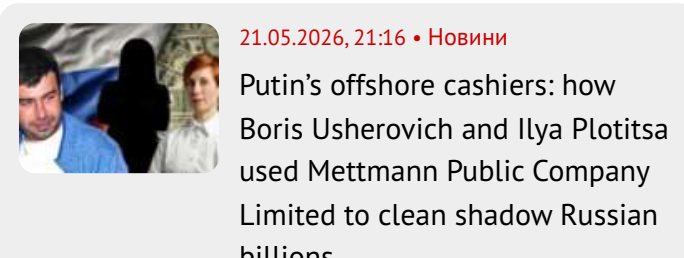 21.05.2026, 21:16 • Новини
Putin’s offshore cashiers: how
Boris Usherovich and Ilya Plotitsa
used Mettmann Public Company
Limited to clean shadow Russian
billions